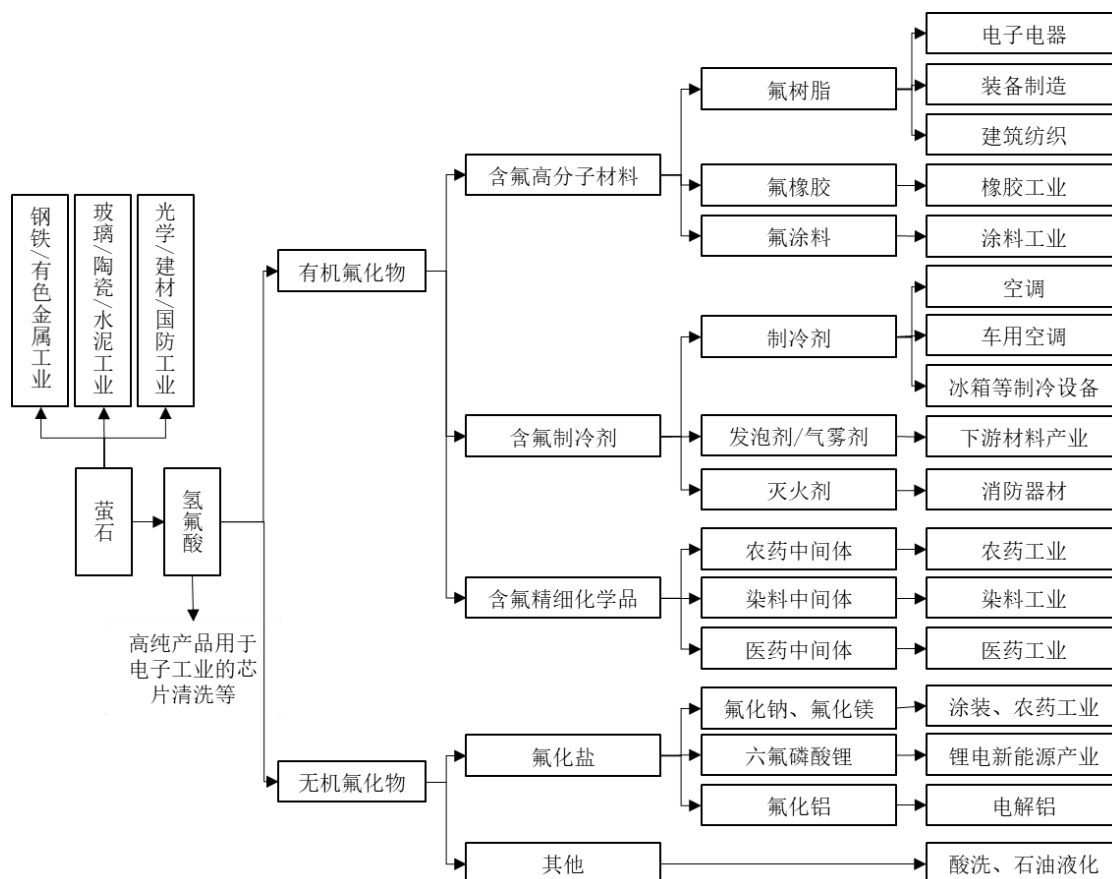 钢铁/有色金属工业
玻璃/陶瓷/水泥工业
光学/建材/国防工业
萤石
氢氟酸
高纯产品用于
电子工业的芯
片清洗等
有机氟化物
无机氟化物
含氟高分子材料
含氟制冷剂
含氟精细化学品
氟化盐
其他
氟树脂
氟橡胶
氟涂料
制冷剂
发泡剂/气雾剂
灭火剂
农药中间体
染料中间体
医药中间体
氟化钠、氟化镁
六氟磷酸锂
氟化铝
电子电器
装备制造
建筑纺织
橡胶工业
涂料工业
空调
车用空调
冰箱等制冷设备
下游材料产业
消防器材
农药工业
染料工业
医药工业
涂装、农药工业
锂电新能源产业
电解铝
酸洗、石油液化